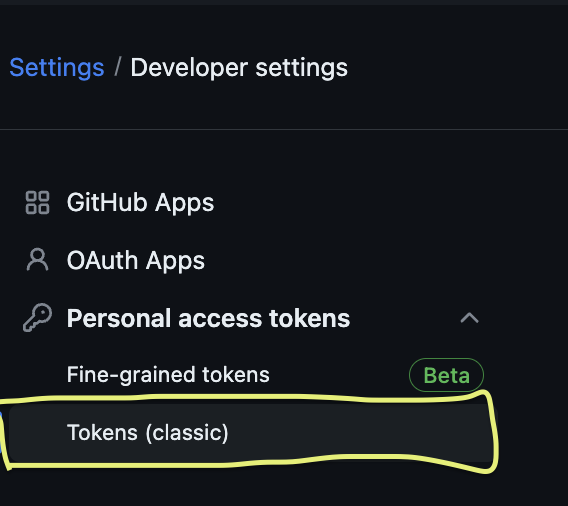 Settings / Developer settings
GitHub Apps
OAuth Apps
Personal access tokens
Fine-grained tokens Beta
Tokens (classic)